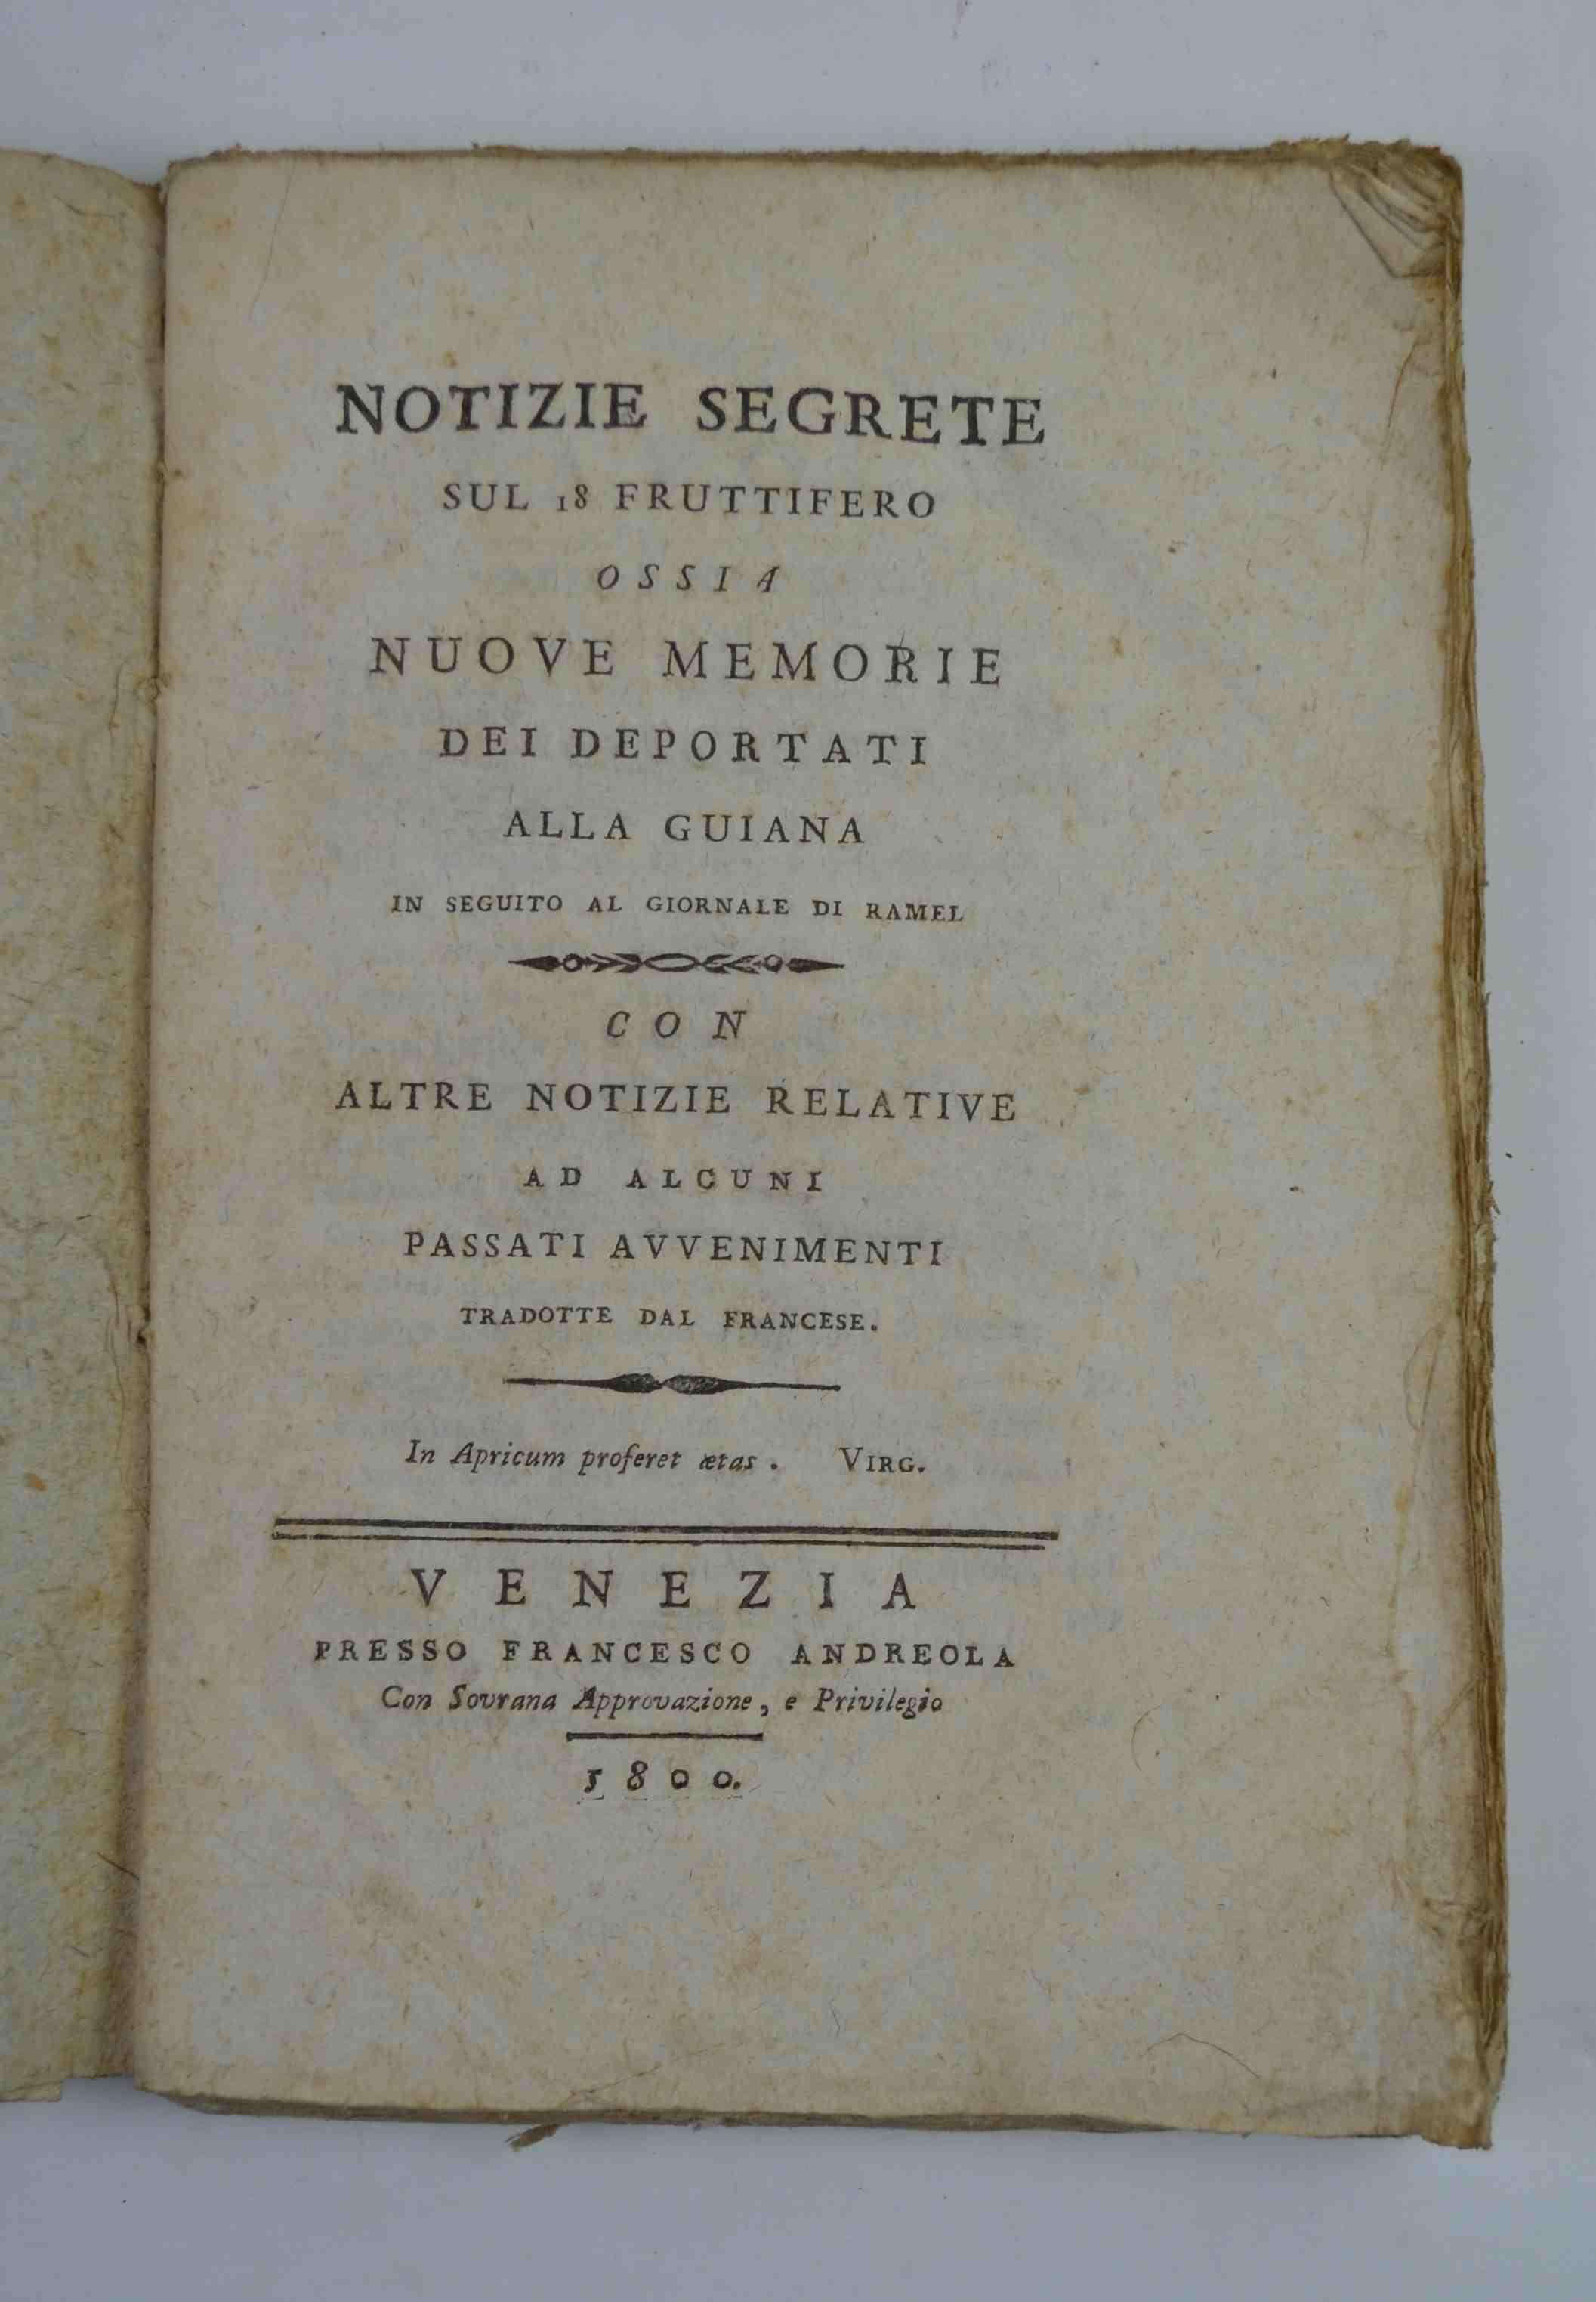 NOTIZIE SEGRETE
SUL 18 FRUTTIFERO
OSSIA
NUOVE MEMORIE
DEI DEPORTATI
ALLA GUIANA
IN SEGUITO AL GIORNALE DI RAMEL
CON
ALTRE NOTIZIE RELATIVE
AD ALCUNI
PASSATI AVVENIMENTI
TRADOTTE DAL FRANCESE.
In Apricum proferet ætas. VIRG.
VENEZIA
PRESSO FRANCESCO ANDREOLA
Con Sovrana Approvazione, e Privilegio
1800.